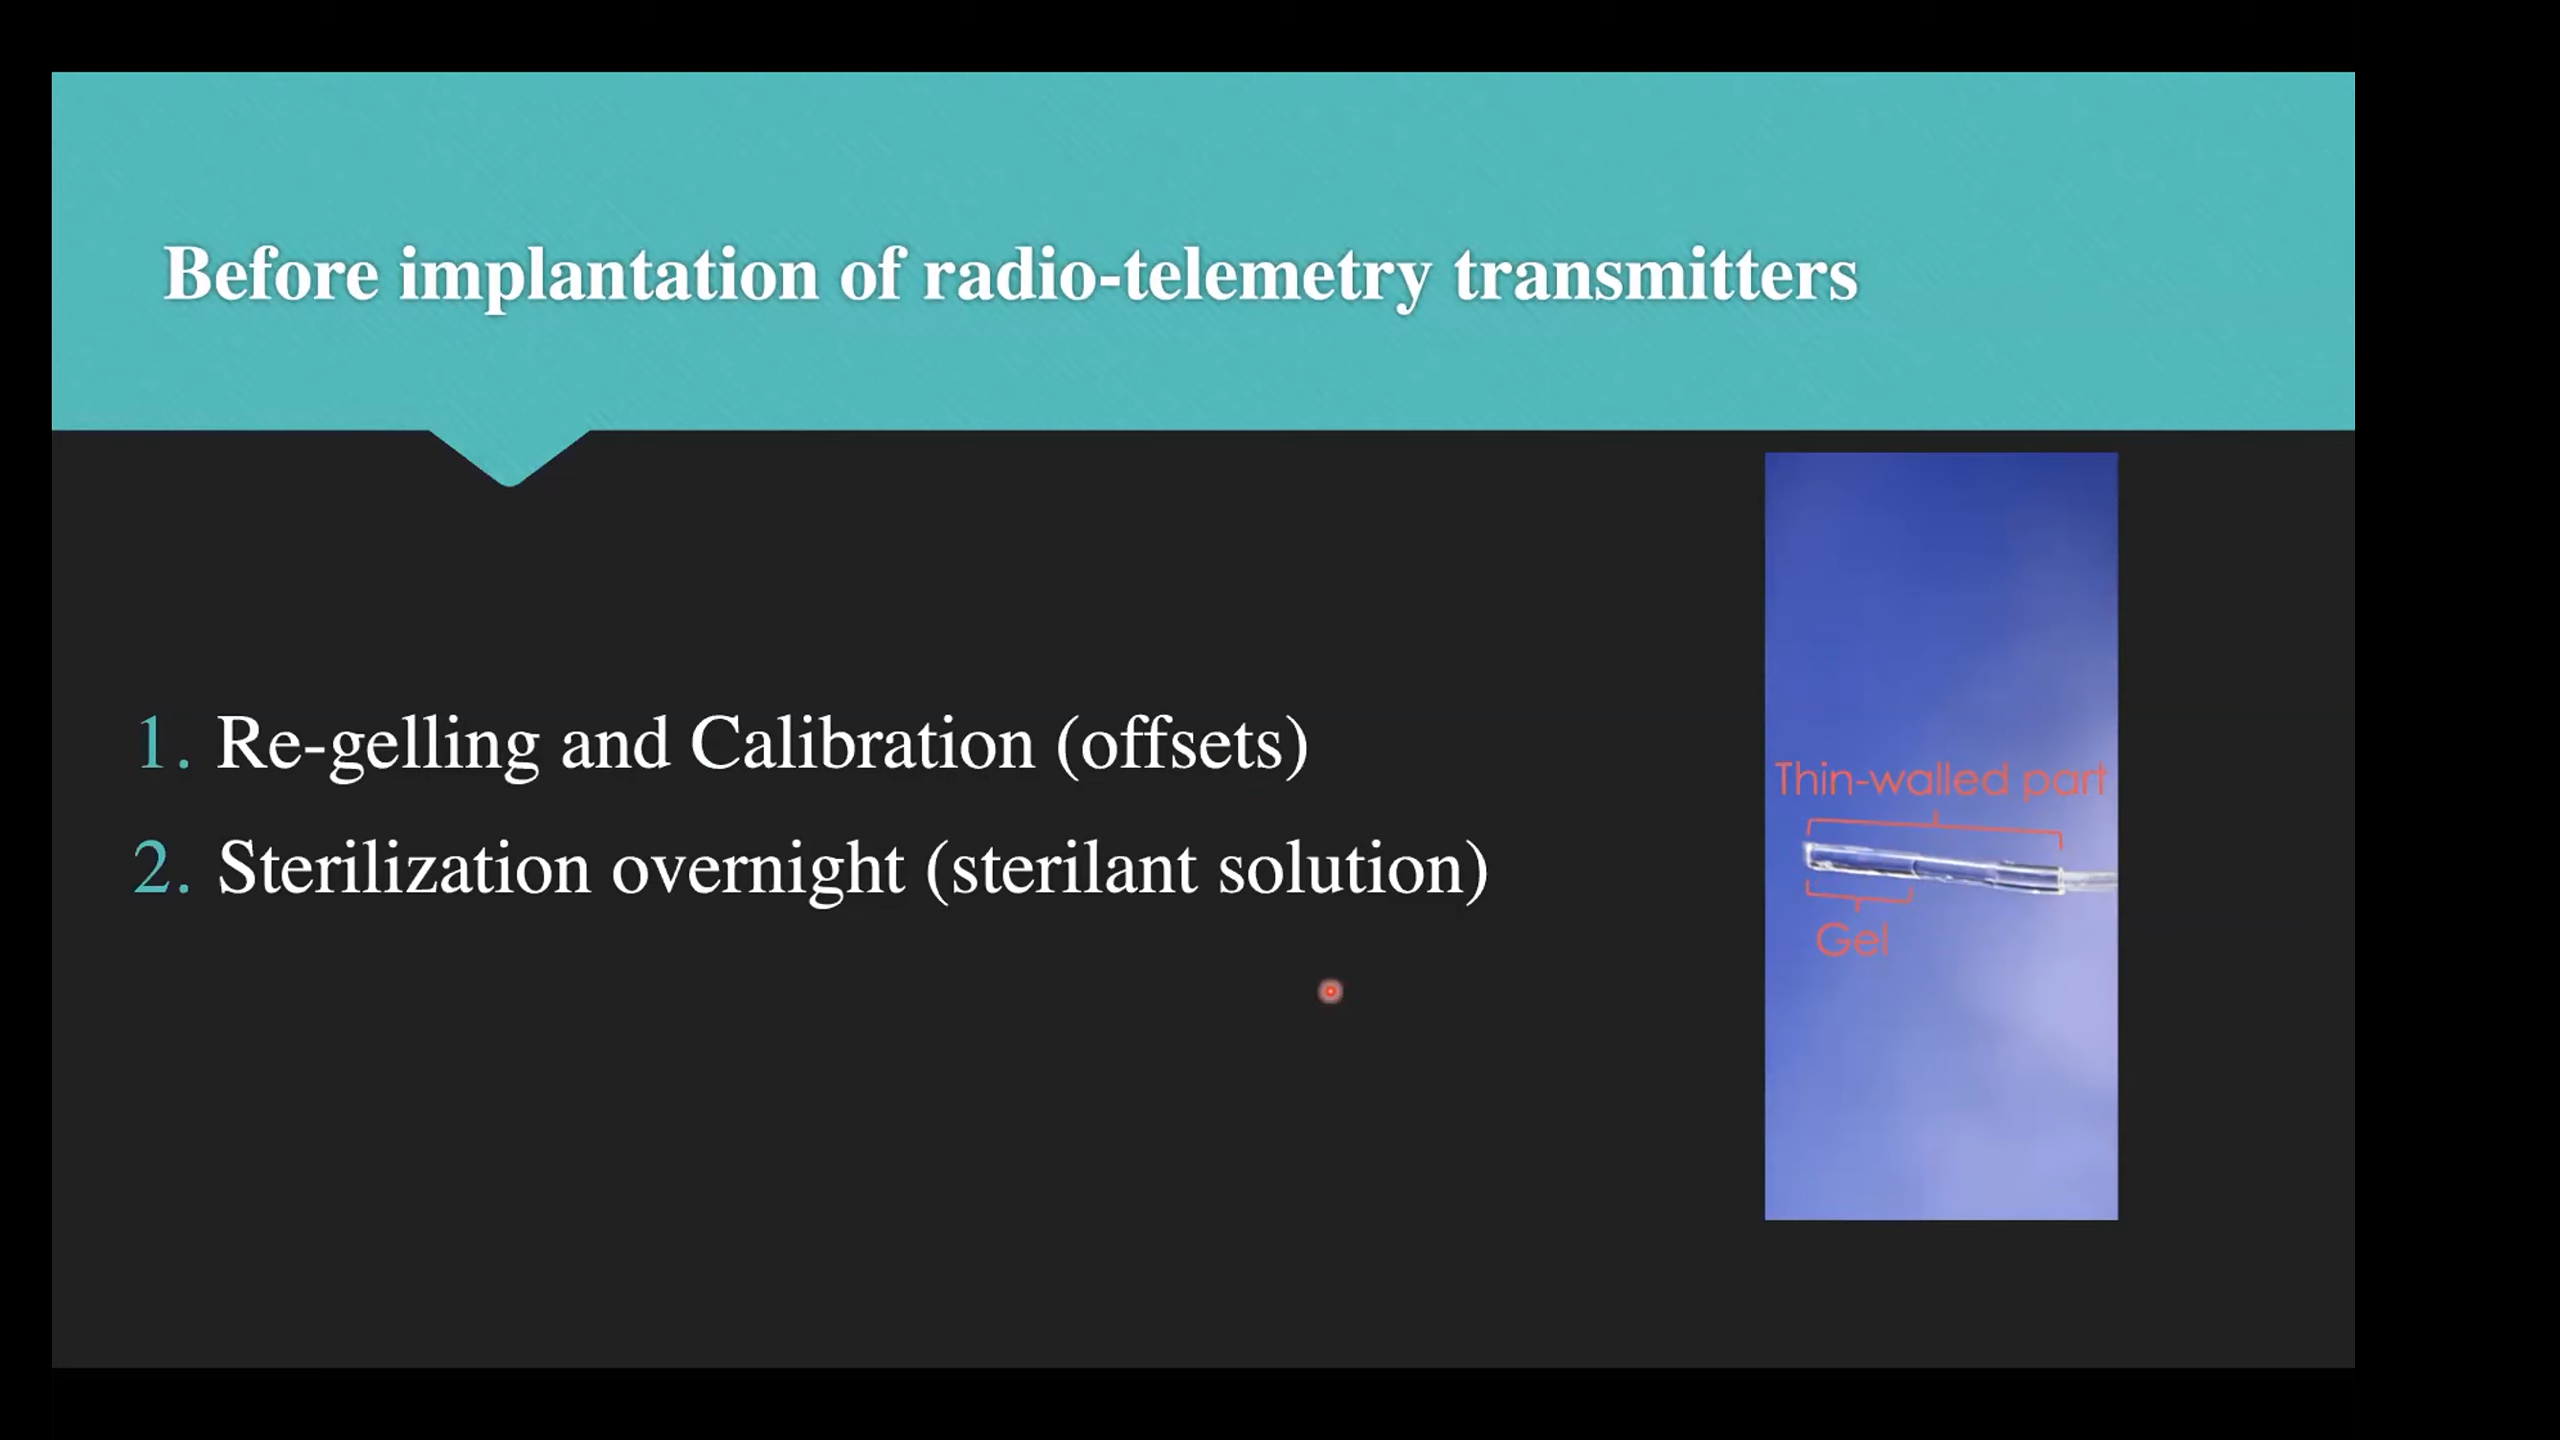 Before implantation of radio-telemetry transmitters
1. Re-gelling and Calibration (offsets)
2. Sterilization overnight (sterilant solution)
Thin-walled part
Gel